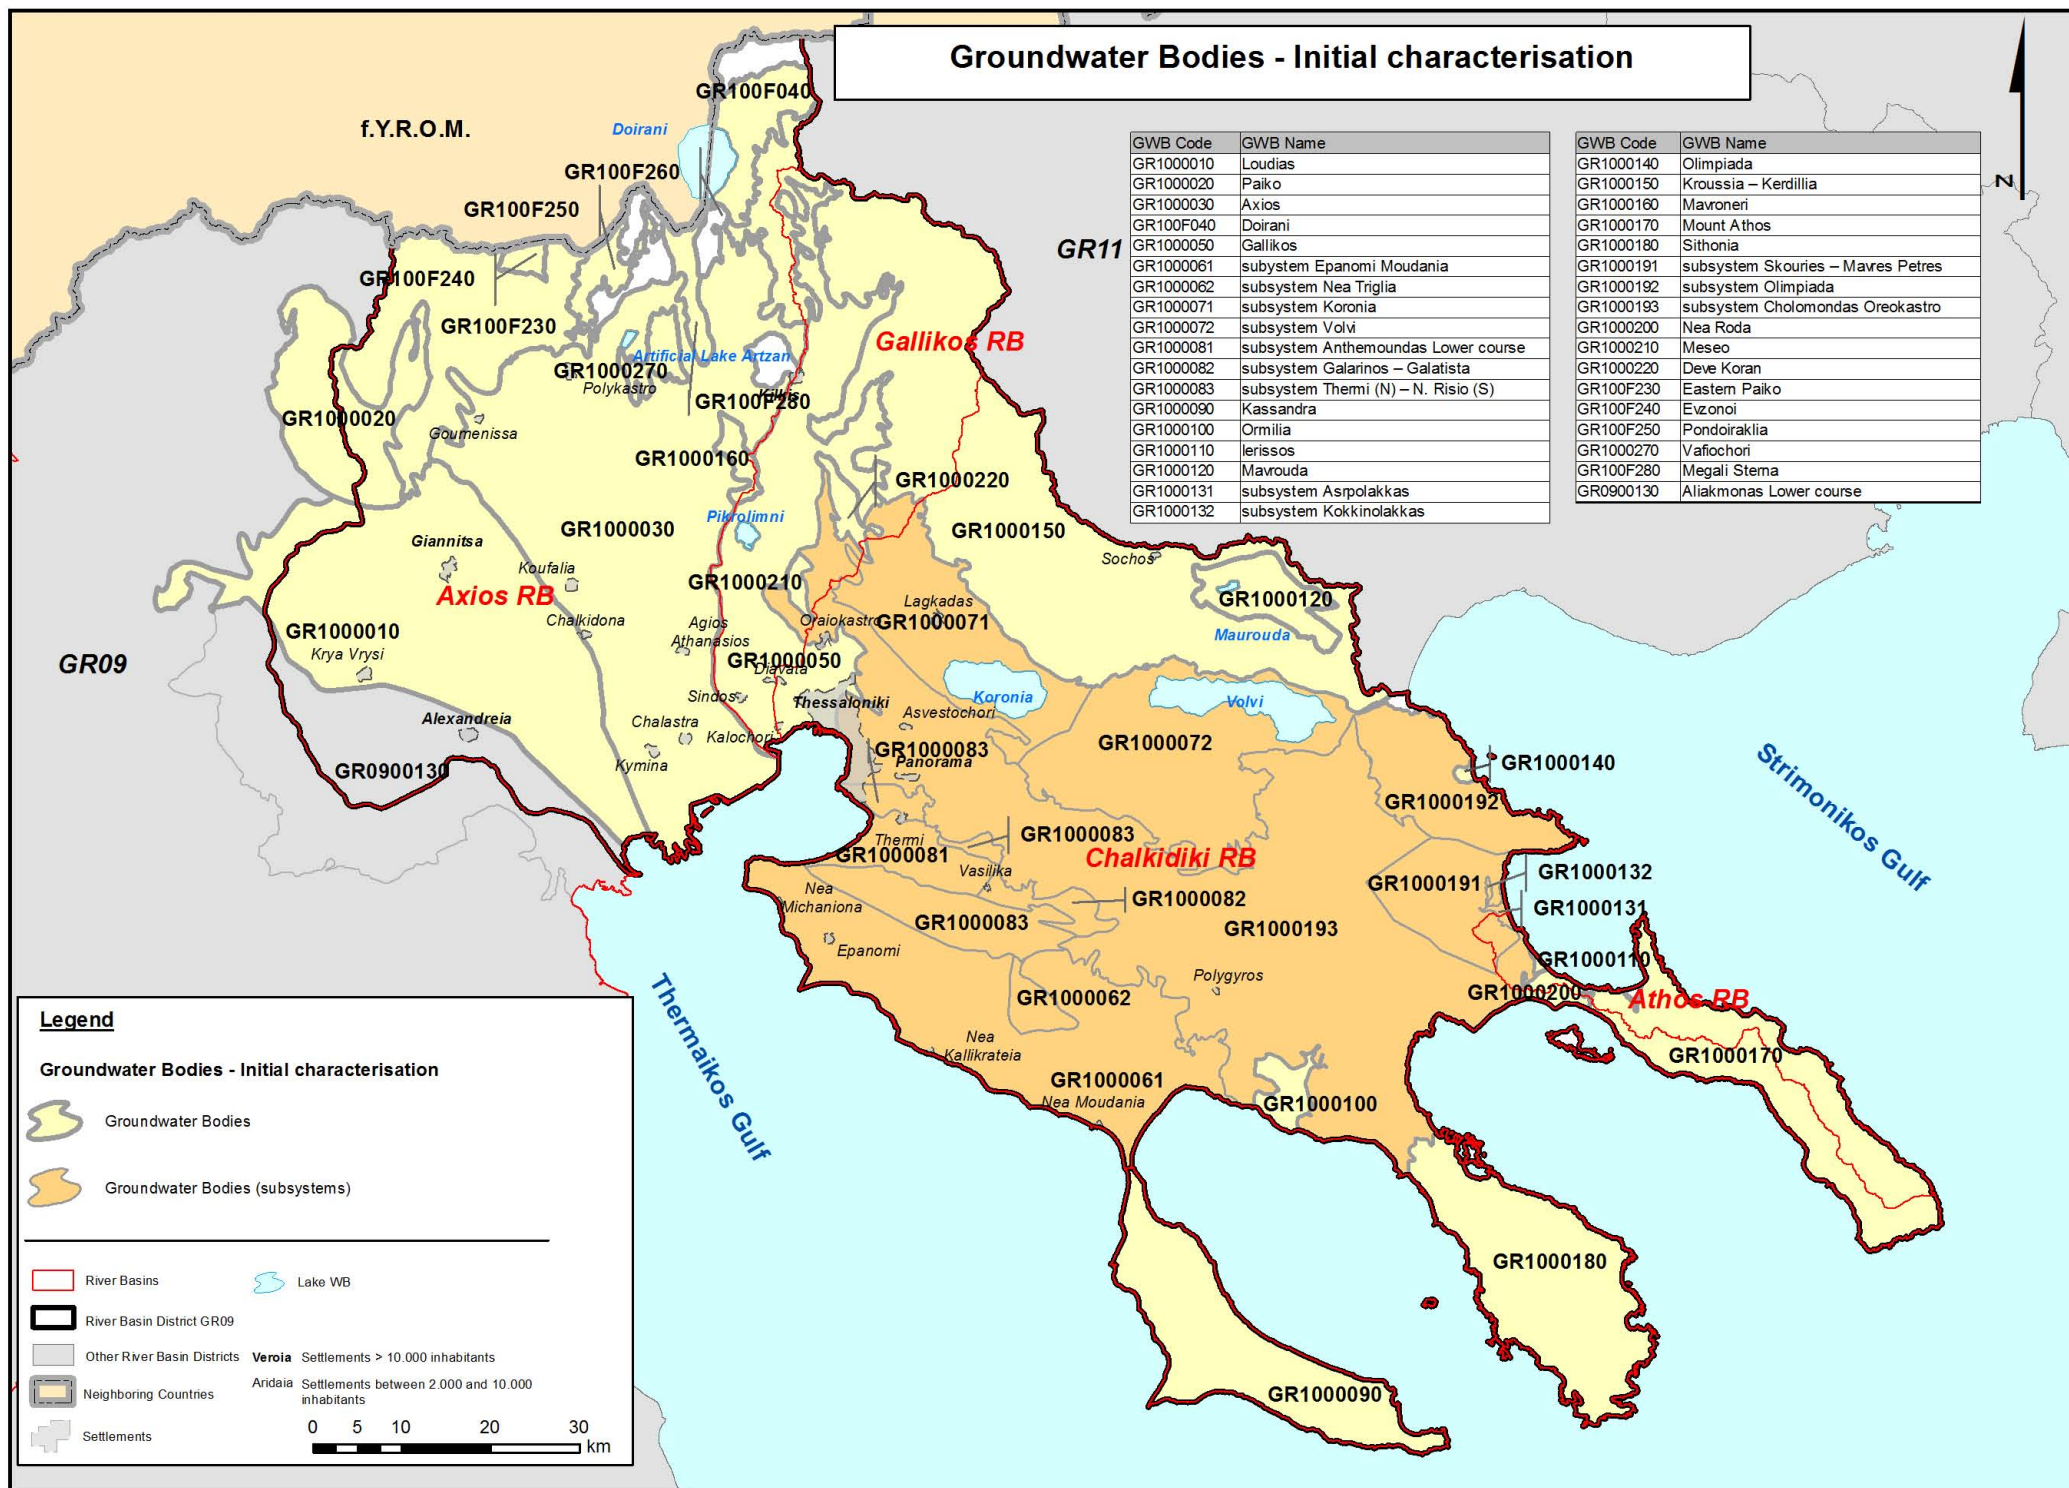 Groundwater Bodies - Initial characterisation
GWB Code GWB Name
GR1000010 Loudias
GR1000020 Paiko
GR1000030 Axios
GR100F040 Doirani
GR1000050 Gallikos
GR1000061 subystem Epanomi Moudania
GR1000062 subsystem Nea Triglia
GR1000071 subsystem Koronia
GR1000072 subsystem Volvi
GR1000081 subsystem Anthemoundas Lower course
GR1000082 subsystem Galarinos – Galatista
GR1000083 subsystem Thermi (N) – N. Risio (S)
GR1000090 Kassandra
GR1000100 Ormilia
GR1000110 Ierissos
GR1000120 Mavrouda
GR1000131 subsystem Asrpolakkas
GR1000132 subsystem Kokkinolakkas
GWB Code GWB Name
GR1000140 Olimpiada
GR1000150 Kroussia – Kerdillia
GR1000160 Mavroneri
GR1000170 Mount Athos
GR1000180 Sithonia
GR1000191 subsystem Skouries – Mavres Petres
GR1000192 subsystem Olimpiada
GR1000193 subsystem Cholomondas Oreokastro
GR1000200 Nea Roda
GR1000210 Meseo
GR1000220 Deve Koran
GR100F230 Eastern Paiko
GR100F240 Evzonoi
GR100F250 Pondoiraklia
GR1000270 Vafiochori
GR100F280 Megali Sterna
GR0900130 Aliakmonas Lower course
N
GR100F040
f.Y.R.O.M.
Doirani
GR100F260
GR100F250
GR11
GR100F240
GR100F230
Gallikos RB
Artificial Lake Artzan
GR1000270
Polykastro
Kilkis
GR100F280
GR1000020
Goumenissa
GR1000160
GR1000220
Pikrolimni
GR1000030
GR1000150
Giannitsa
Koufalia
Sochos
GR1000210
Axios RB
GR1000120
Lagkadas
Chalkidona
Agios
Athanasios
Oraiokastro
GR1000071
GR1000010
Krya Vrysi
Maurouda
GR09
GR1000050
Diavata
Sindos
Thessaloniki
Koronia
Volvi
Alexandreia
Chalastra
Kalochori
Asvestochori
GR1000083
GR1000072
Kymina
Panorama
GR0900130
GR1000140
GR1000192
Strimonikos Gulf
Thermi
GR1000083
GR1000081
Chalkidiki RB
Vasilika
GR1000132
GR1000191
Nea
Michaniona
GR1000082
GR1000131
GR1000083
GR1000193
Epanomi
GR1000110
Polygyros
GR1000062
GR1000200
Athos RB
Thermaikos Gulf
Nea
Kallikrateia
GR1000170
GR1000061
Nea Moudania
GR1000100
GR1000180
GR1000090
Legend
Groundwater Bodies - Initial characterisation
Groundwater Bodies
Groundwater Bodies (subsystems)
River Basins
Lake WB
River Basin District GR09
Other River Basin Districts
Veroia Settlements > 10.000 inhabitants
Neighboring Countries
Aridaia Settlements between 2.000 and 10.000
inhabitants
Settlements
0 5 10 20 30
km